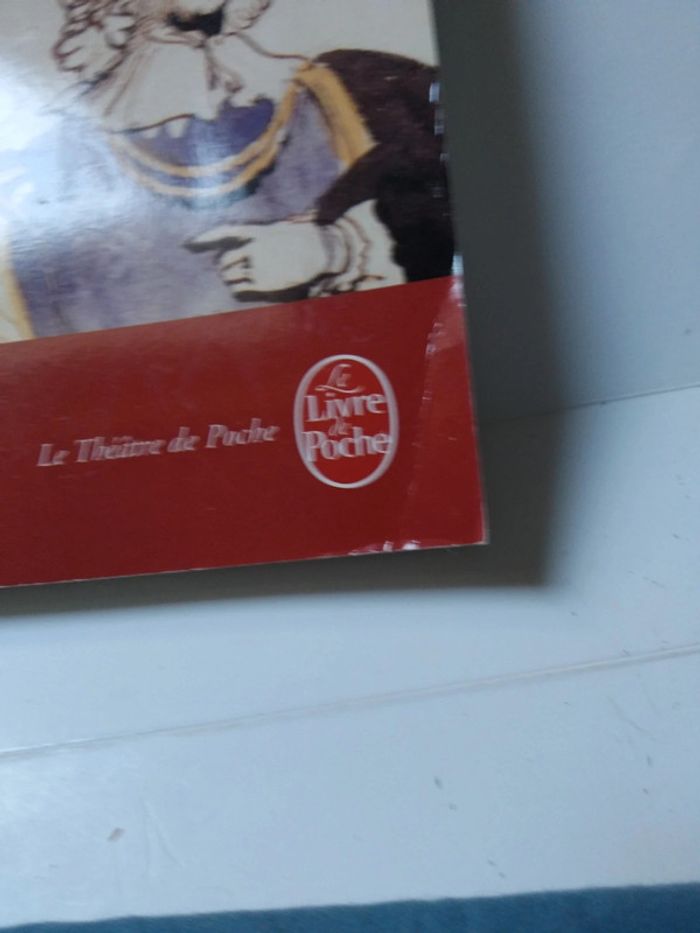 Le Théâtre de Poche
Le
Livre
de
Poche